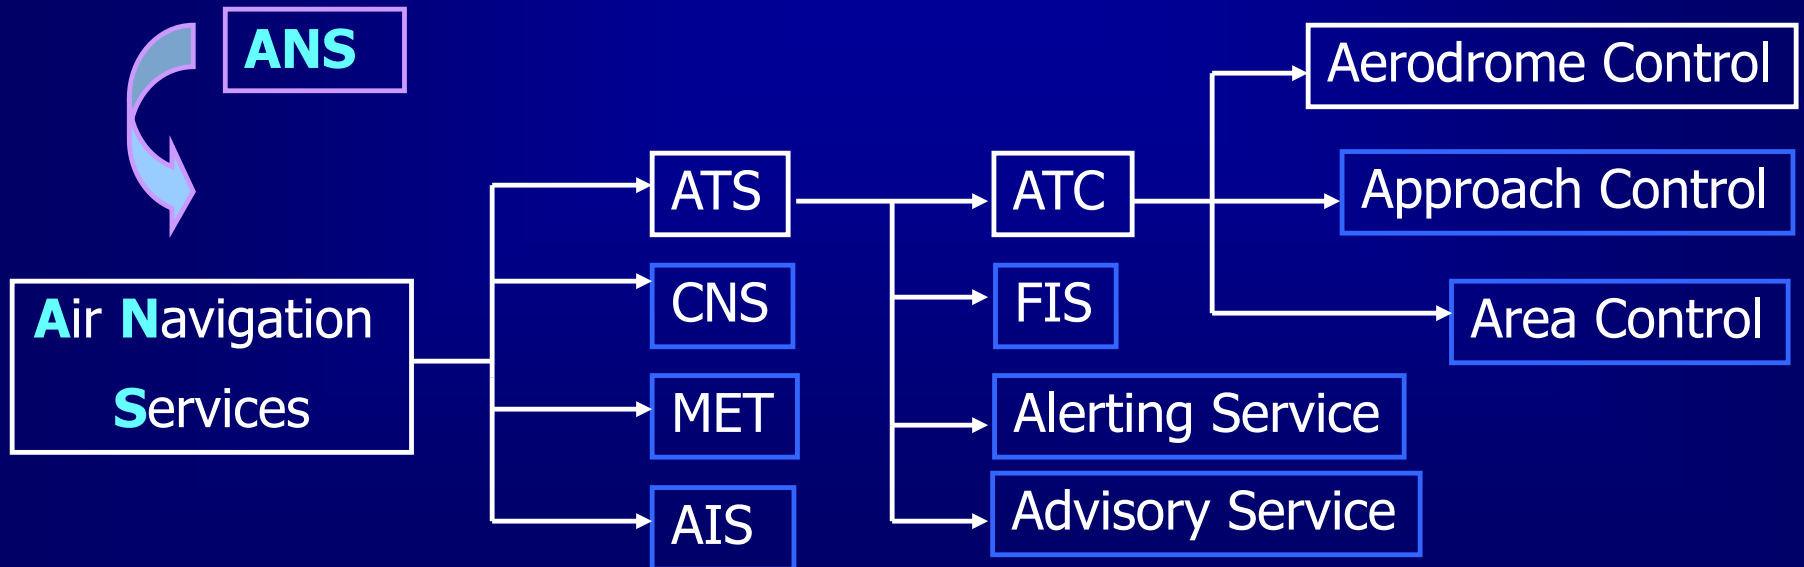 ANS
Air Navigation
Services
ATS
CNS
MET
AIS
ATC
FIS
Alerting Service
Advisory Service
Aerodrome Control
Approach Control
Area Control